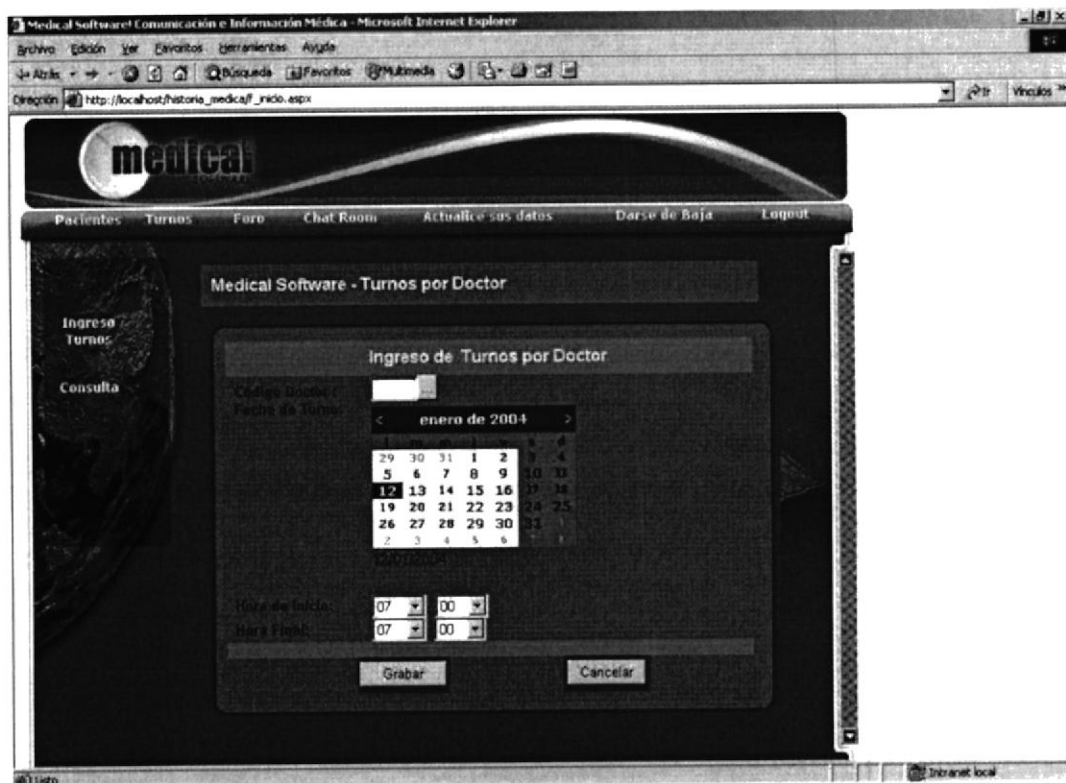 Medical Software! Comunicación e Información Médica - Microsoft Internet Explorer
Archivo Edición Ver Favoritos Herramientas Ayuda
Atrás Búsqueda Favoritos Multimedia
Dirección http://localhost/historia_medica/f_inicio.aspx Ir Vínculos »
medical
Pacientes Turnos Foro Chat Room Actualice sus datos Darse de Baja Logout
Medical Software - Turnos por Doctor
Ingreso
Turnos
Consulta
Ingreso de Turnos por Doctor
Código Doctor: ...
Fecha de Turno:
< enero de 2004 >
l m m j v s d
29 30 31 1 2 3 4
5 6 7 8 9 10 11
12 13 14 15 16 17 18
19 20 21 22 23 24 25
26 27 28 29 30 31
2 3 4 5 6
Hora de Inicio: 07 00
Hora Final: 07 00
Grabar Cancelar
Listo Intranet local